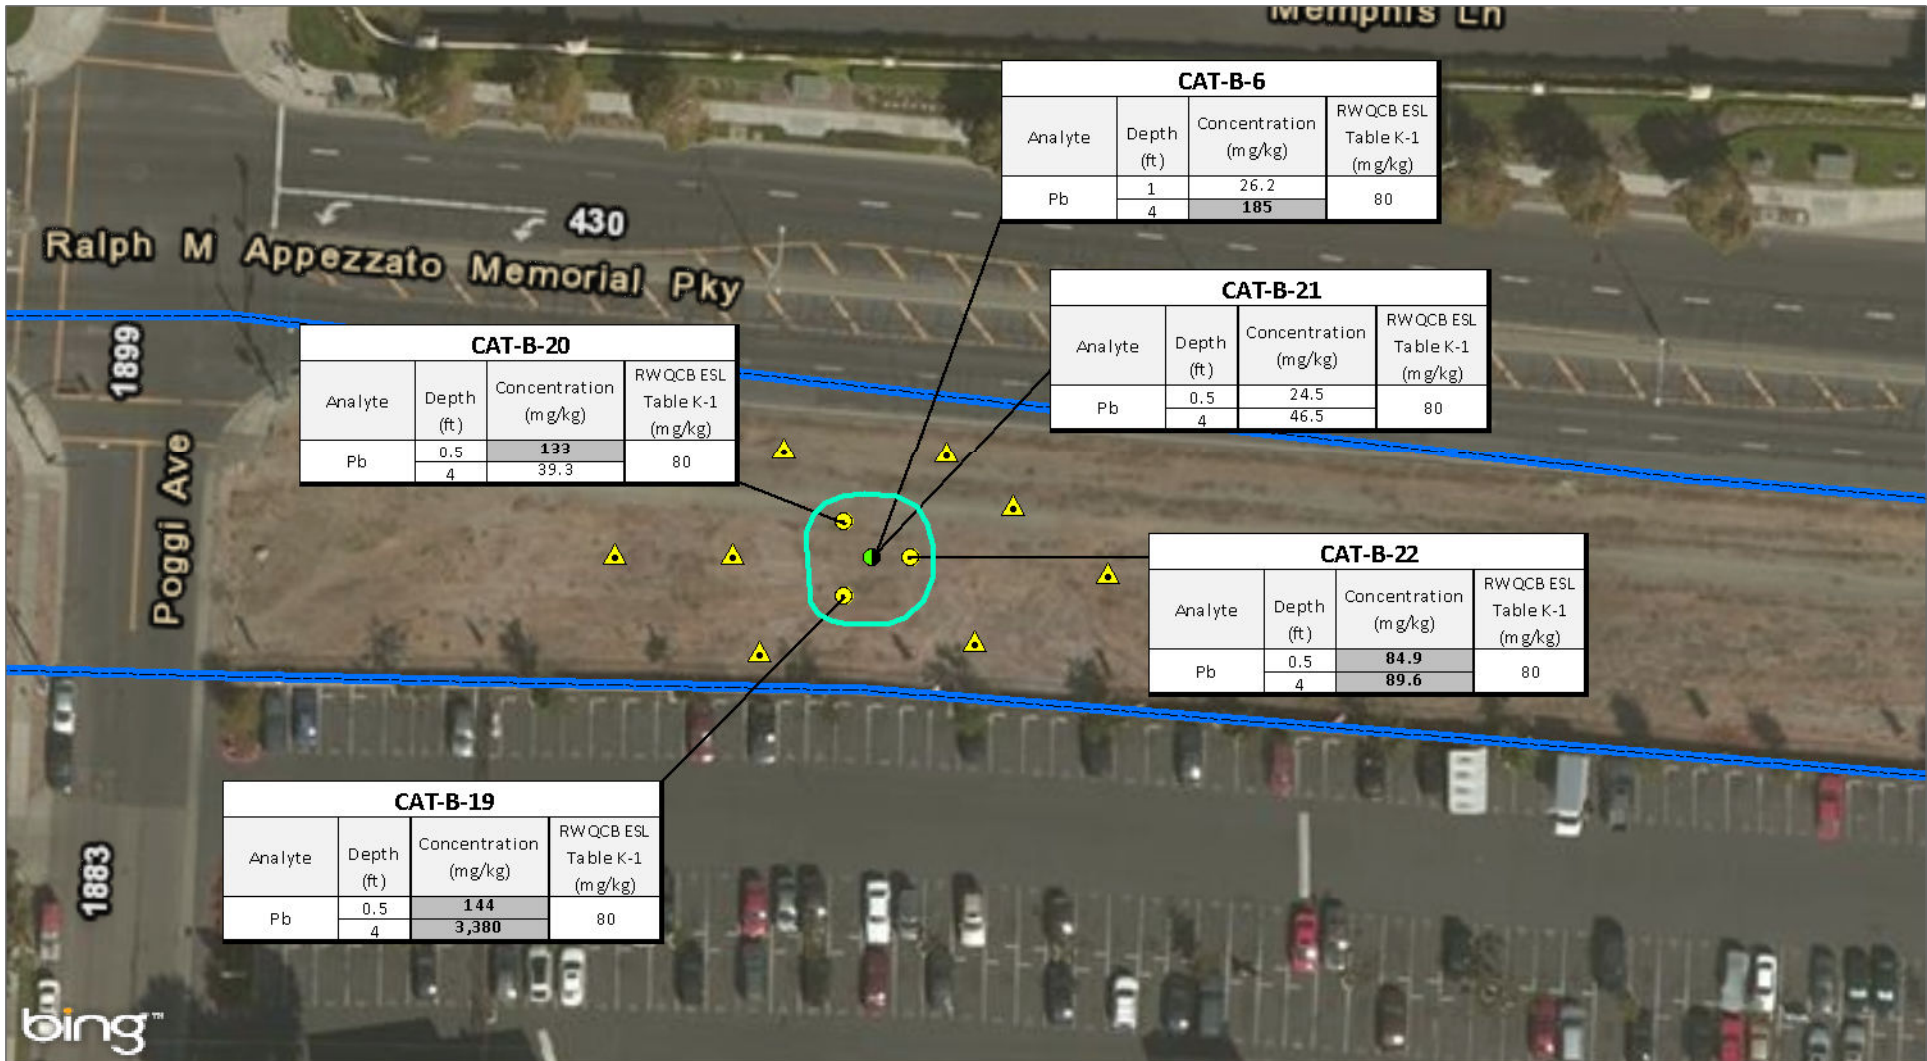 Memphis Ln
CAT-B-6
Analyte
Depth
(ft)
Concentration
(mg/kg)
RWQCB ESL
Table K-1
(mg/kg)
Pb
1
26.2
4
185
80
430
Ralph M Appezzato Memorial Pky
CAT-B-21
Analyte
Depth
(ft)
Concentration
(mg/kg)
RWQCB ESL
Table K-1
(mg/kg)
Pb
0.5
24.5
4
46.5
80
1899
CAT-B-20
Analyte
Depth
(ft)
Concentration
(mg/kg)
RWQCB ESL
Table K-1
(mg/kg)
Pb
0.5
133
4
39.3
80
Poggi Ave
CAT-B-22
Analyte
Depth
(ft)
Concentration
(mg/kg)
RWQCB ESL
Table K-1
(mg/kg)
Pb
0.5
84.9
4
89.6
80
CAT-B-19
Analyte
Depth
(ft)
Concentration
(mg/kg)
RWQCB ESL
Table K-1
(mg/kg)
Pb
0.5
144
4
3,380
80
1883
bing™